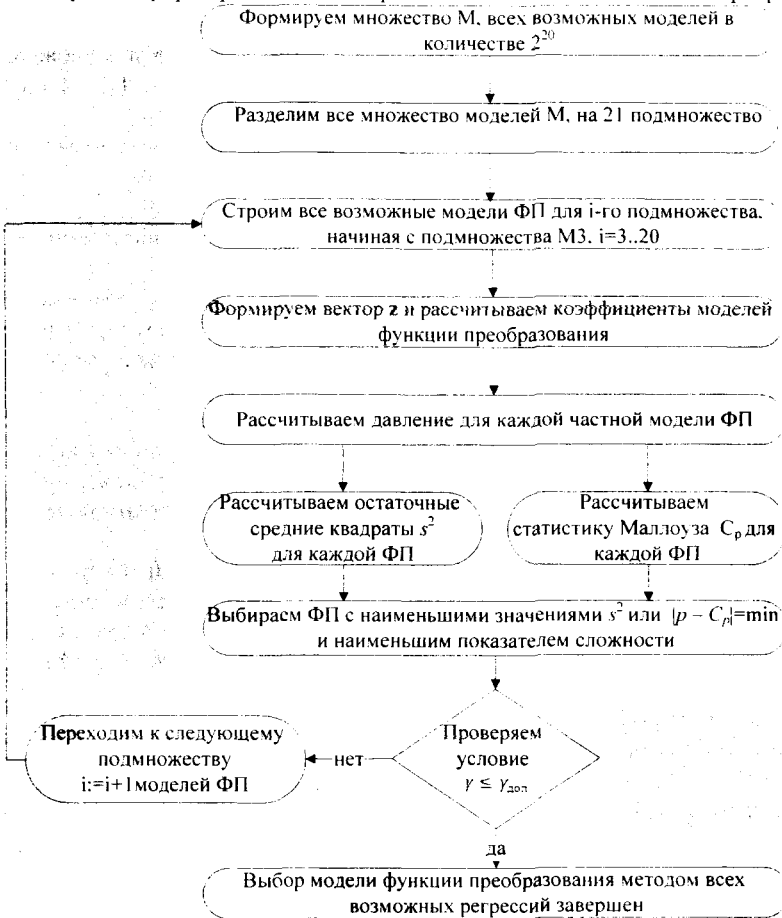 Формируем множество М, всех возможных моделей в
количестве 2²⁰
Разделим все множество моделей М, на 21 подмножество
Строим все возможные модели ФП для i-го подмножества,
начиная с подмножества М3, i=3..20
Формируем вектор z и рассчитываем коэффициенты моделей
функции преобразования
Рассчитываем давление для каждой частной модели ФП
Рассчитываем остаточные
средние квадраты s²
для каждой ФП
Рассчитываем
статистику Маллоуза Cₚ для
каждой ФП
Выбираем ФП с наименьшими значениями s² или |p – Cₚ|=min
и наименьшим показателем сложности
Проверяем
условие
γ ≤ γдоп
нет
Переходим к следующему
подмножеству
i:=i+1 моделей ФП
да
Выбор модели функции преобразования методом всех
возможных регрессий завершен